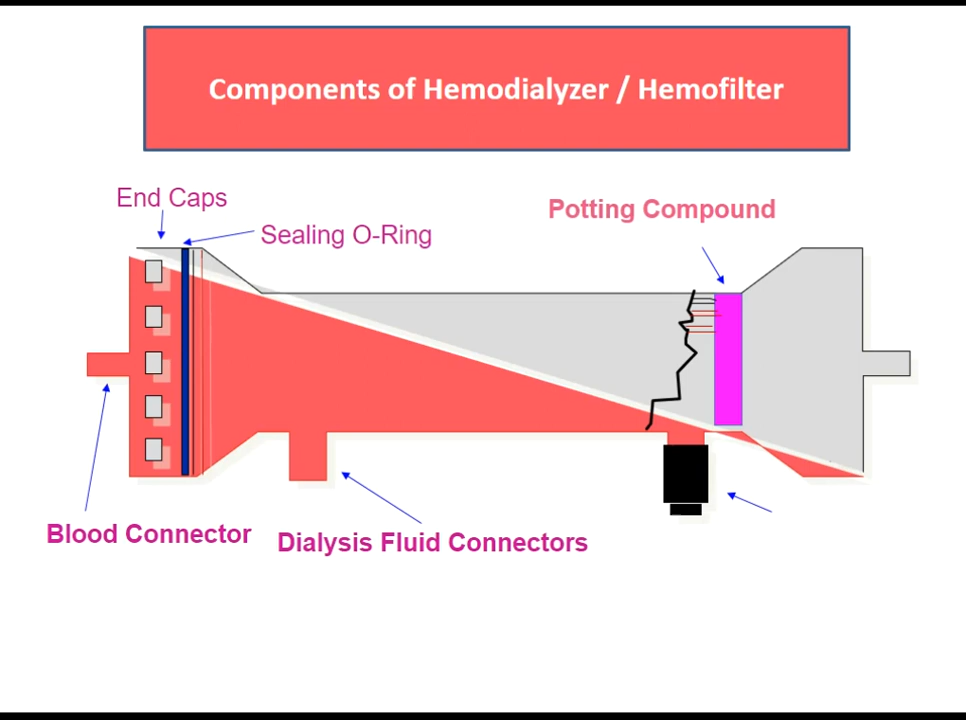 Components of Hemodialyzer / Hemofilter
End Caps
Potting Compound
Sealing O-Ring
Blood Connector
Dialysis Fluid Connectors